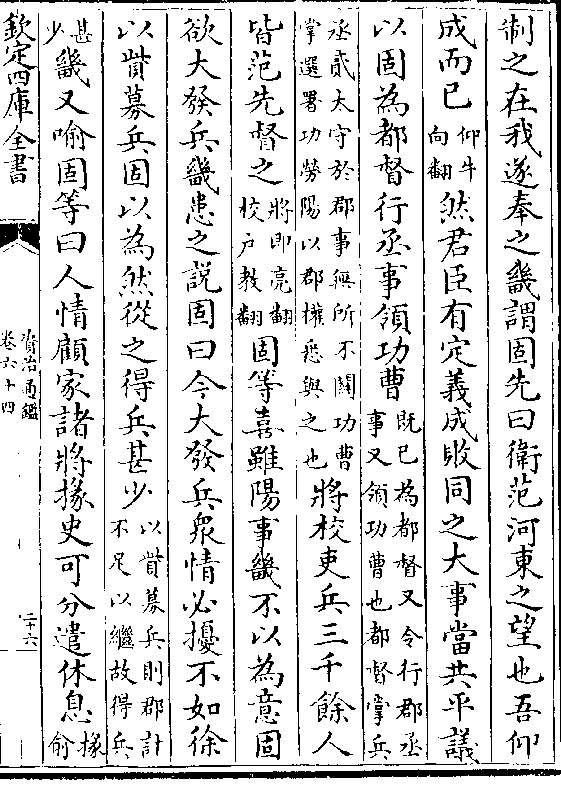 制之在我遂奉之畿謂固先曰衛范河東之望也吾仰
成而已仰牛向翻然君臣有定義成敗同之大事當共平議
以固為都督行丞事領功曹既已為都督又令行郡丞事又領功曹也都督掌兵
丞貳太守於郡事無所不關功曹掌選署功勞陽以郡權悉與之也將校吏兵三千餘人
皆范先督之將即亮翻校户教翻固等喜雖陽事畿不以為意固
欲大發兵畿患之說固曰今大發兵衆情必擾不如徐
以貲募兵固以為然從之得兵甚少以貲募兵則郡計不足以繼故得兵
甚少畿又喻固等曰人情顧家諸將掾史可分遣休息掾俞
欽定四庫全書
資治通鑑
卷六十四
二十六